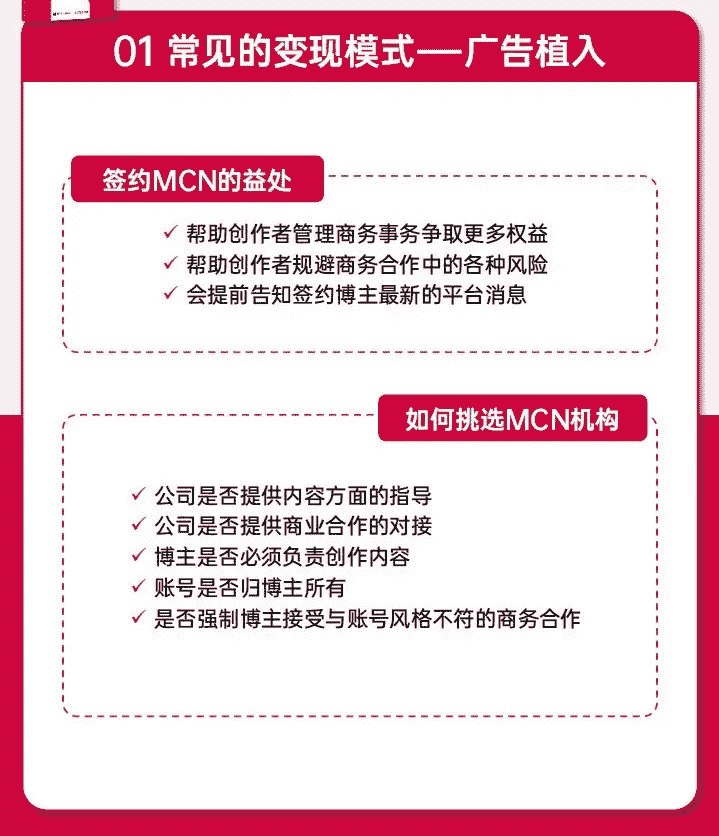 01 常见的变现模式——广告植入
签约MCN的益处
✓ 帮助创作者管理商务事务争取更多权益
✓ 帮助创作者规避商务合作中的各种风险
✓ 会提前告知签约博主最新的平台消息
如何挑选MCN机构
✓ 公司是否提供内容方面的指导
✓ 公司是否提供商业合作的对接
✓ 博主是否必须负责创作内容
✓ 账号是否归博主所有
✓ 是否强制博主接受与账号风格不符的商务合作